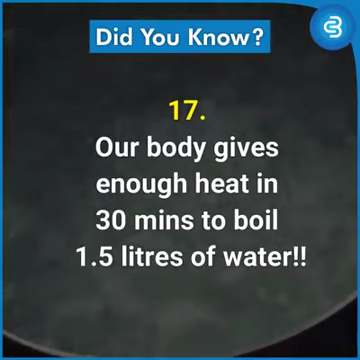 Did You Know?
17.
Our body gives
enough heat in
30 mins to boil
1.5 litres of water!!